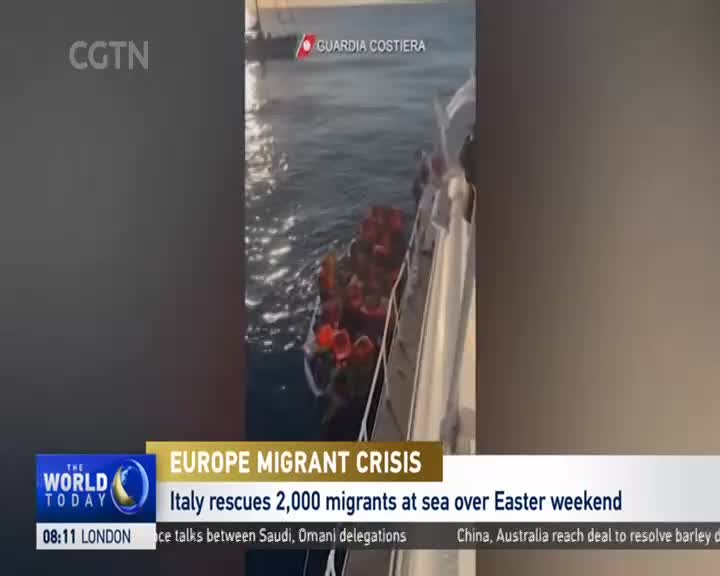 CGTN
GUARDIA COSTIERA
EUROPE MIGRANT CRISIS
THE WORLD TODAY
Italy rescues 2,000 migrants at sea over Easter weekend
08:11 LONDON
talks between Saudi, Omani delegations China, Australia reach deal to resolve barley